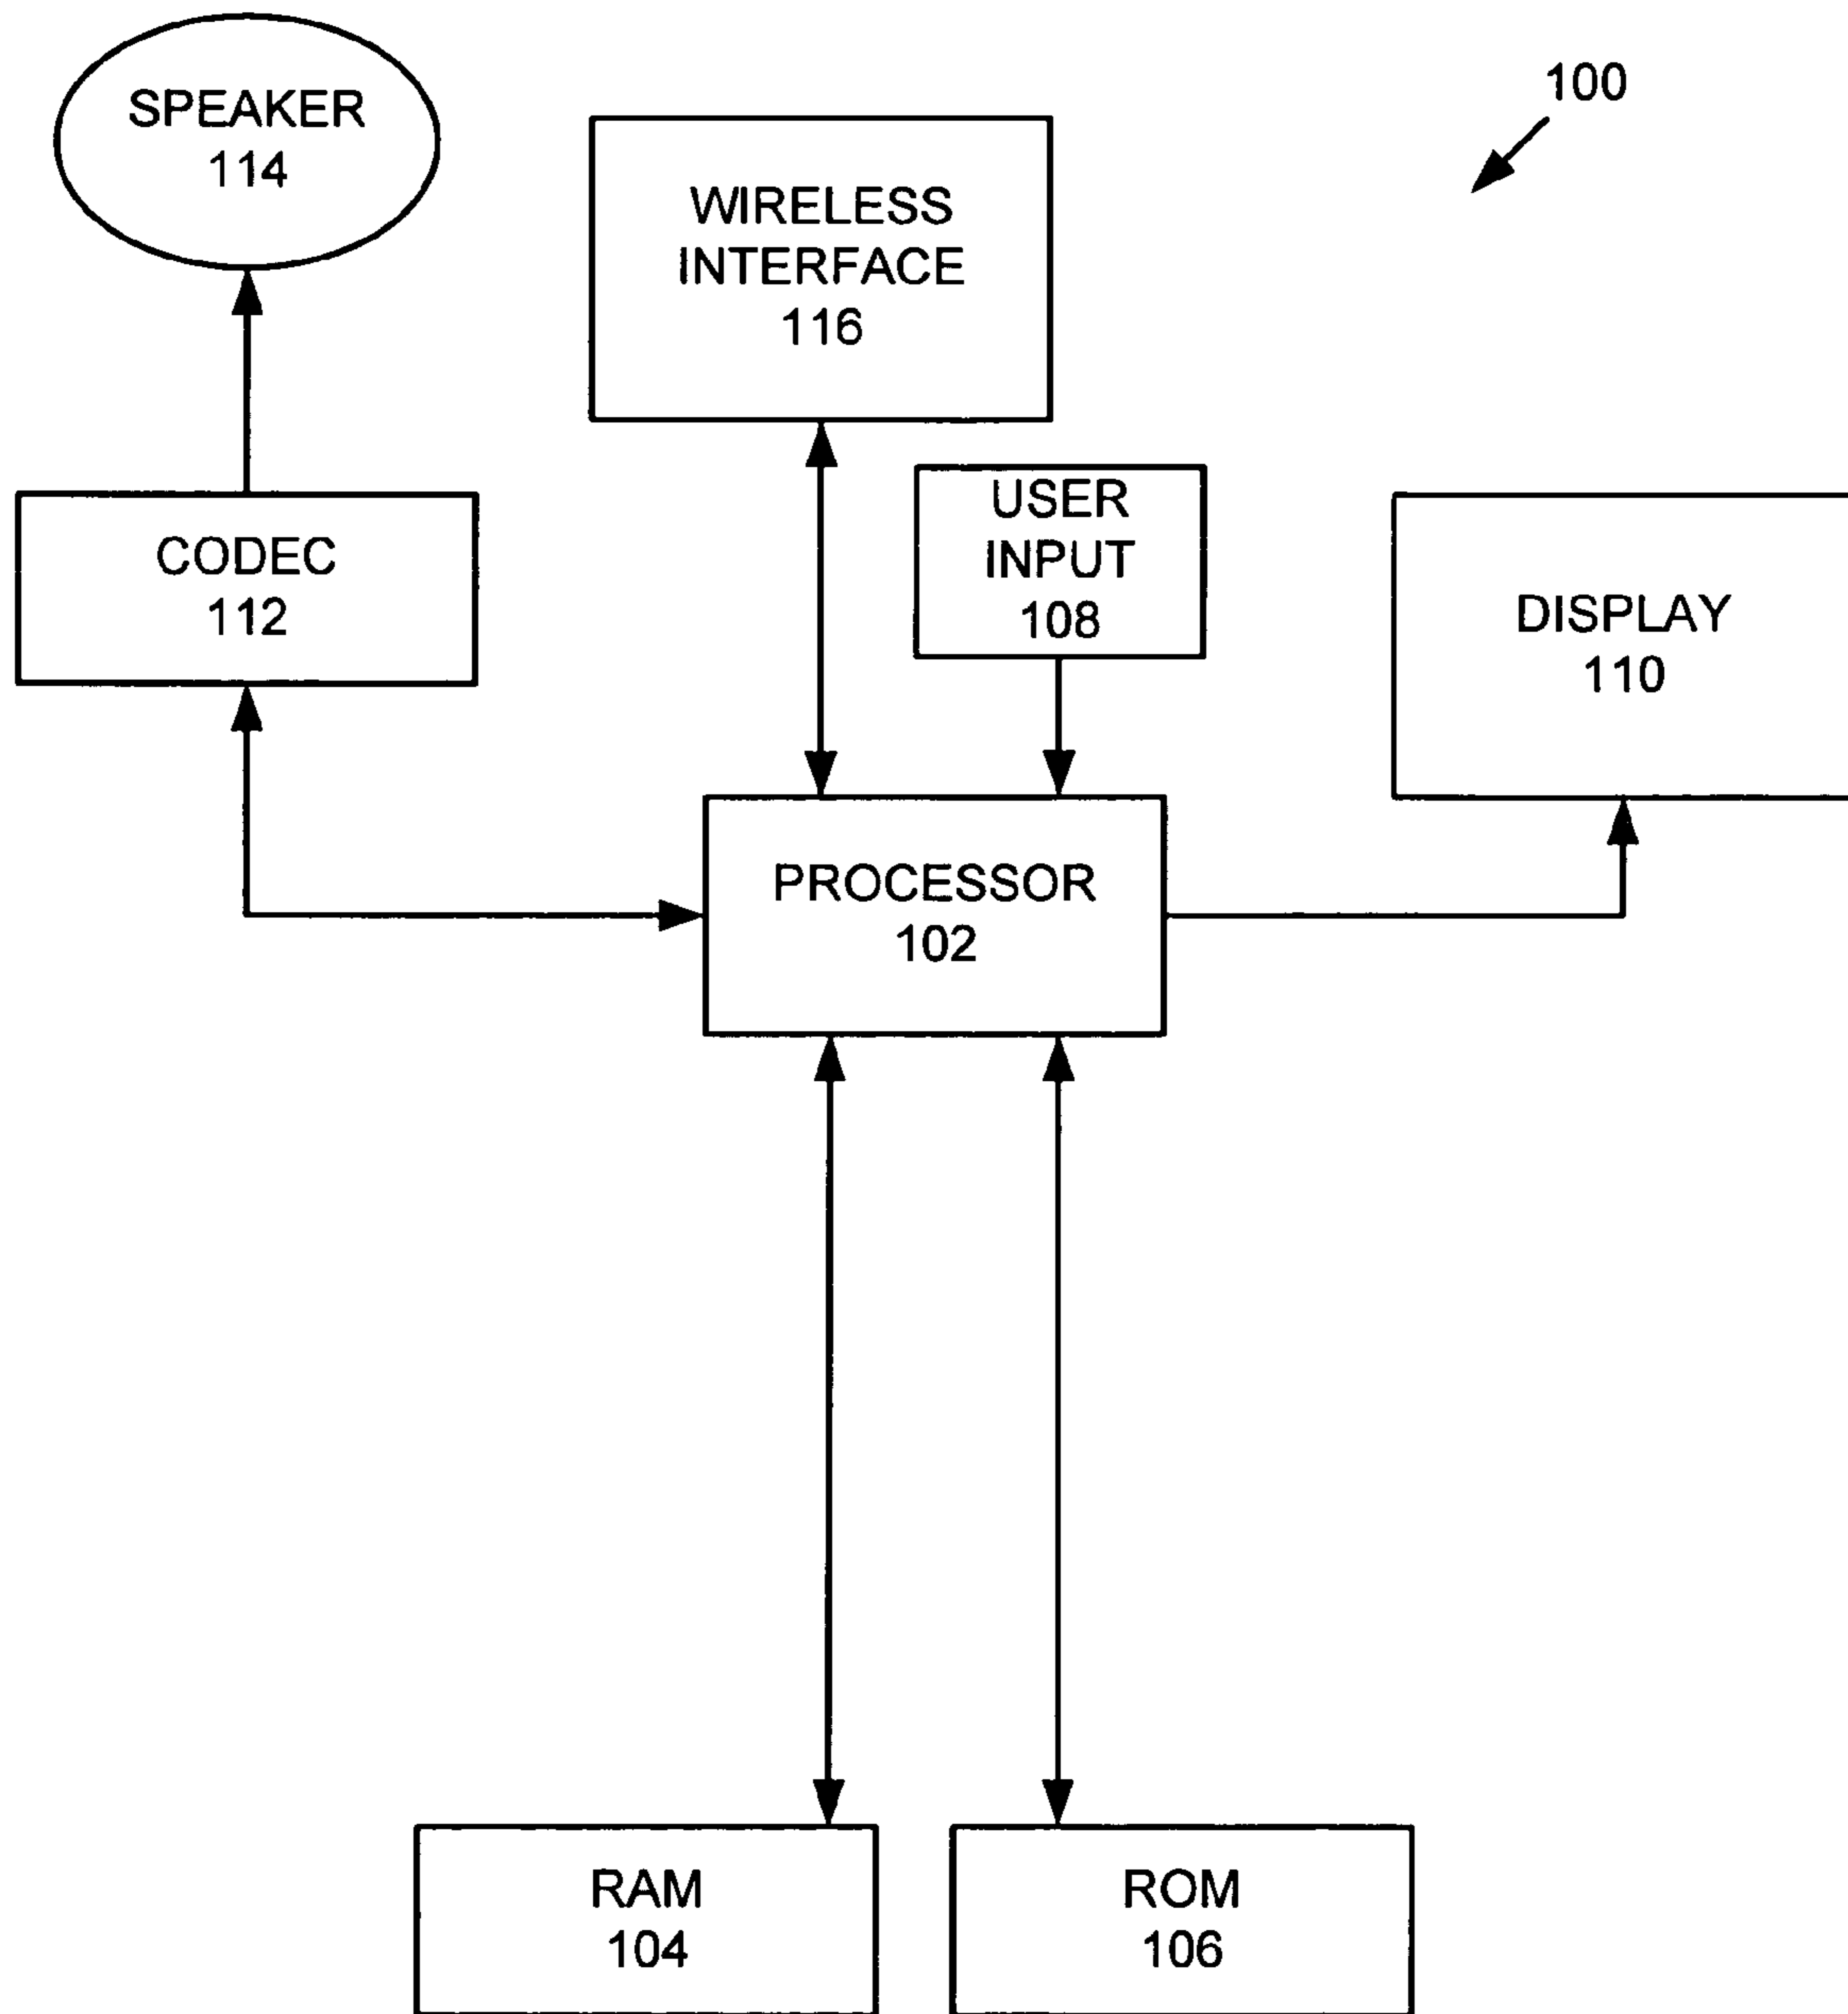 SPEAKER
114
100
WIRELESS
INTERFACE
116
USER
INPUT
108
CODEC
112
DISPLAY
110
PROCESSOR
102
RAM
104
ROM
106